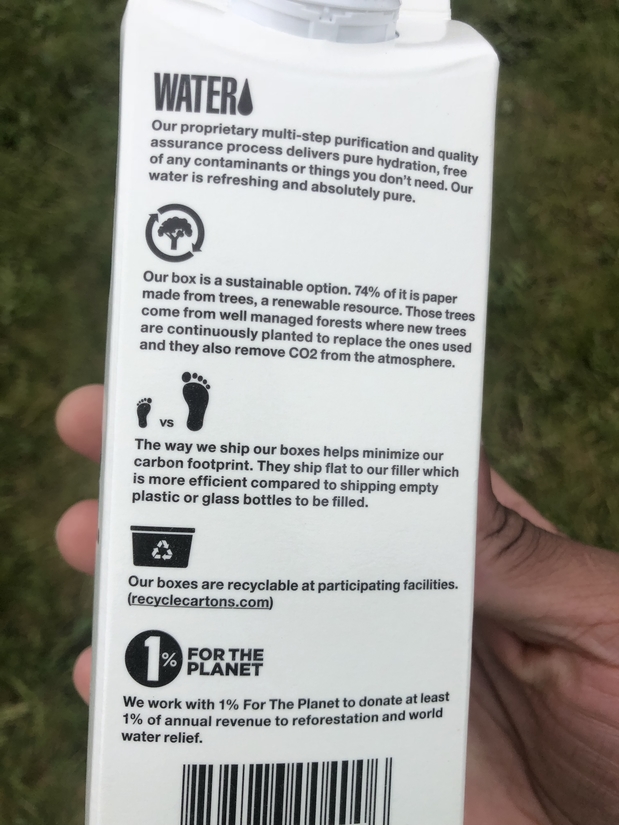 WATER
Our proprietary multi-step purification and quality
assurance process delivers pure hydration, free
of any contaminants or things you don't need. Our
water is refreshing and absolutely pure.
Our box is a sustainable option. 74% of it is paper
made from trees, a renewable resource. Those trees
come from well managed forests where new trees
are continuously planted to replace the ones used
and they also remove CO2 from the atmosphere.
vs
The way we ship our boxes helps minimize our
carbon footprint. They ship flat to our filler which
is more efficient compared to shipping empty
plastic or glass bottles to be filled.
Our boxes are recyclable at participating facilities.
(recyclecartons.com)
1% FOR THE
PLANET
We work with 1% For The Planet to donate at least
1% of annual revenue to reforestation and world
water relief.